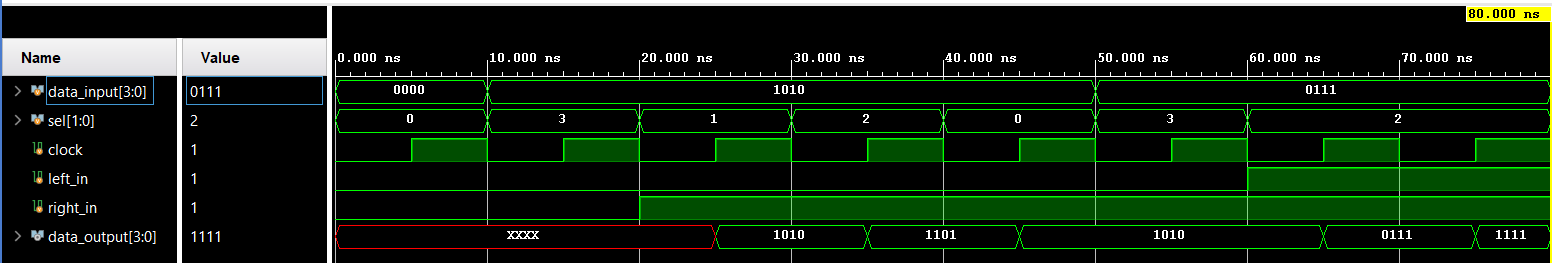 80.000 ns
Name Value 0.000 ns 10.000 ns 20.000 ns 30.000 ns 40.000 ns 50.000 ns 60.000 ns 70.000 ns
data_input[3:0] 0111 0000 1010 0111
sel[1:0] 2 0 3 1 2 0 3 2
clock 1
left_in 1
right_in 1
data_output[3:0] 1111 XXXX 1010 1101 1010 0111 1111